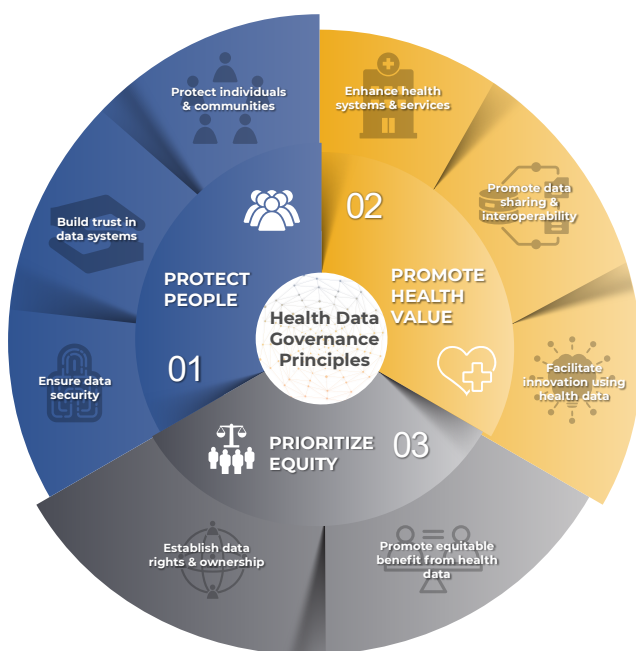 Health Data
Governance
Principles
01
PROTECT
PEOPLE
Protect individuals
& communities
Build trust in
data systems
Ensure data
security
02
PROMOTE
HEALTH
VALUE
Enhance health
systems & services
Promote data
sharing &
interoperability
Facilitate
innovation using
health data
03
PRIORITIZE
EQUITY
Establish data
rights & ownership
Promote equitable
benefit from health
data